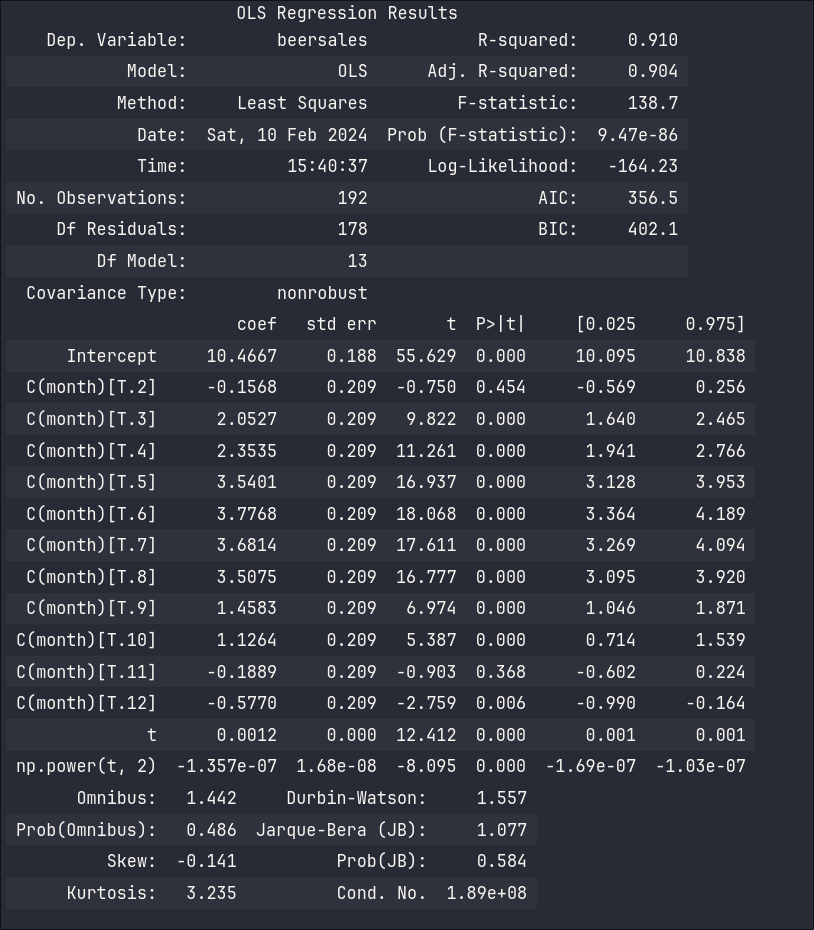 OLS Regression Results
Dep. Variable: beersales R-squared: 0.910
Model: OLS Adj. R-squared: 0.904
Method: Least Squares F-statistic: 138.7
Date: Sat, 10 Feb 2024 Prob (F-statistic): 9.47e-86
Time: 15:40:37 Log-Likelihood: -164.23
No. Observations: 192 AIC: 356.5
Df Residuals: 178 BIC: 402.1
Df Model: 13
Covariance Type: nonrobust
coef std err t P>|t| [0.025 0.975]
Intercept 10.4667 0.188 55.629 0.000 10.095 10.838
C(month)[T.2] -0.1568 0.209 -0.750 0.454 -0.569 0.256
C(month)[T.3] 2.0527 0.209 9.822 0.000 1.640 2.465
C(month)[T.4] 2.3535 0.209 11.261 0.000 1.941 2.766
C(month)[T.5] 3.5401 0.209 16.937 0.000 3.128 3.953
C(month)[T.6] 3.7768 0.209 18.068 0.000 3.364 4.189
C(month)[T.7] 3.6814 0.209 17.611 0.000 3.269 4.094
C(month)[T.8] 3.5075 0.209 16.777 0.000 3.095 3.920
C(month)[T.9] 1.4583 0.209 6.974 0.000 1.046 1.871
C(month)[T.10] 1.1264 0.209 5.387 0.000 0.714 1.539
C(month)[T.11] -0.1889 0.209 -0.903 0.368 -0.602 0.224
C(month)[T.12] -0.5770 0.209 -2.759 0.006 -0.990 -0.164
t 0.0012 0.000 12.412 0.000 0.001 0.001
np.power(t, 2) -1.357e-07 1.68e-08 -8.095 0.000 -1.69e-07 -1.03e-07
Omnibus: 1.442 Durbin-Watson: 1.557
Prob(Omnibus): 0.486 Jarque-Bera (JB): 1.077
Skew: -0.141 Prob(JB): 0.584
Kurtosis: 3.235 Cond. No. 1.89e+08